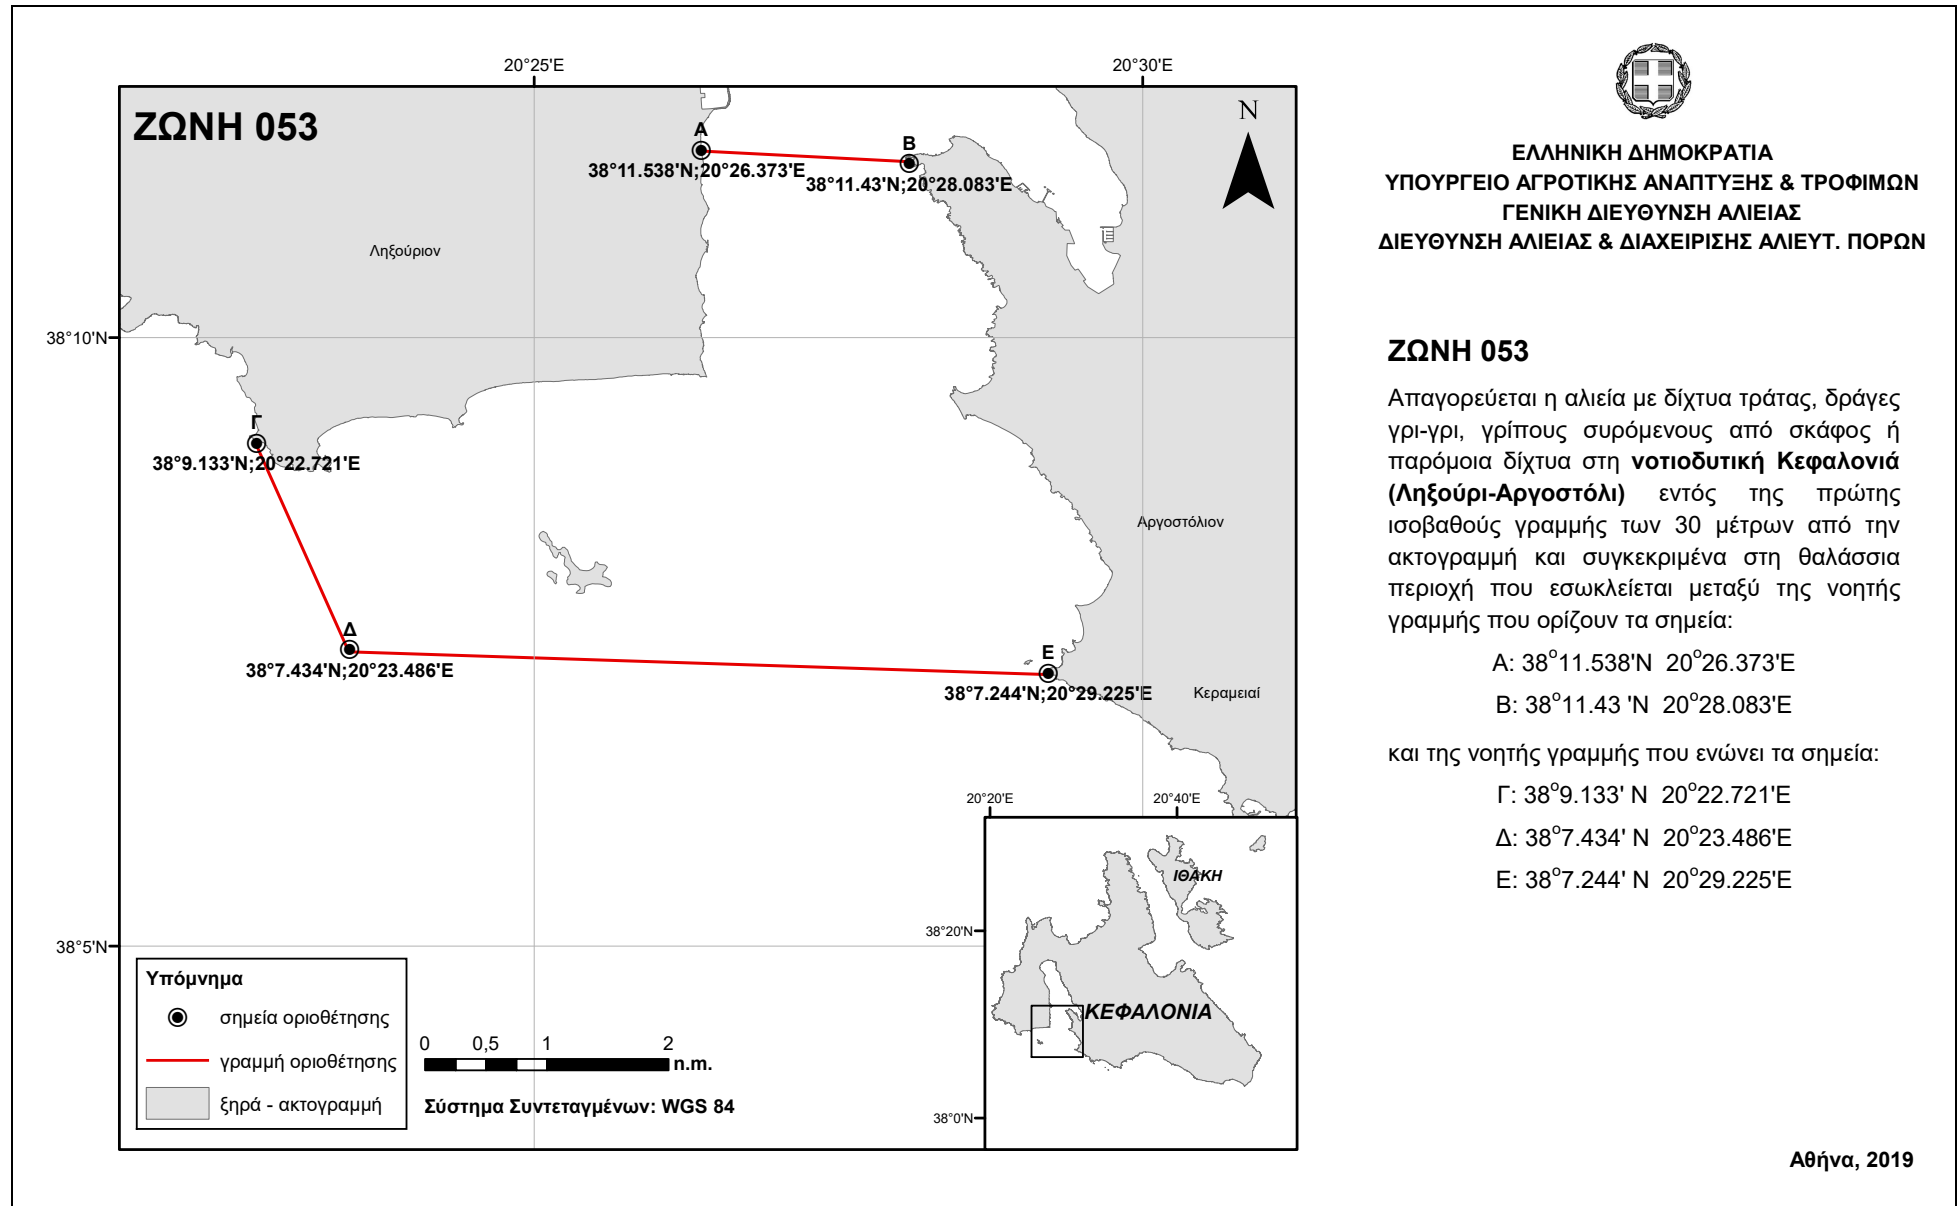 20°25'E
20°30'E
ΖΩΝΗ 053
A
38°11.538'N;20°26.373'E
B
38°11.43'N;20°28.083'E
N
Ληξούριον
38°10'N
Γ
38°9.133'N;20°22.721'E
Αργοστόλιον
Δ
38°7.434'N;20°23.486'E
E
38°7.244'N;20°29.225'E
Κεραμειαί
38°5'N
Υπόμνημα
σημεία οριοθέτησης
γραμμή οριοθέτησης
ξηρά - ακτογραμμή
0 0,5 1 2
n.m.
Σύστημα Συντεταγμένων: WGS 84
20°20'E
20°40'E
ΙΘΑΚΗ
38°20'N
ΚΕΦΑΛΟΝΙΑ
38°0'N
ΕΛΛΗΝΙΚΗ ΔΗΜΟΚΡΑΤΙΑ
ΥΠΟΥΡΓΕΙΟ ΑΓΡΟΤΙΚΗΣ ΑΝΑΠΤΥΞΗΣ & ΤΡΟΦΙΜΩΝ
ΓΕΝΙΚΗ ΔΙΕΥΘΥΝΣΗ ΑΛΙΕΙΑΣ
ΔΙΕΥΘΥΝΣΗ ΑΛΙΕΙΑΣ & ΔΙΑΧΕΙΡΙΣΗΣ ΑΛΙΕΥΤ. ΠΟΡΩΝ
ΖΩΝΗ 053
Απαγορεύεται η αλιεία με δίχτυα τράτας, δράγες
γρι-γρι, γρίπους συρόμενους από σκάφος ή
παρόμοια δίχτυα στη νοτιοδυτική Κεφαλονιά
(Ληξούρι-Αργοστόλι) εντός της πρώτης
ισοβαθούς γραμμής των 30 μέτρων από την
ακτογραμμή και συγκεκριμένα στη θαλάσσια
περιοχή που εσωκλείεται μεταξύ της νοητής
γραμμής που ορίζουν τα σημεία:
Α: 38°11.538'N 20°26.373'E
Β: 38°11.43 'N 20°28.083'E
και της νοητής γραμμής που ενώνει τα σημεία:
Γ: 38°9.133' N 20°22.721'E
Δ: 38°7.434' N 20°23.486'E
Ε: 38°7.244' N 20°29.225'E
Αθήνα, 2019